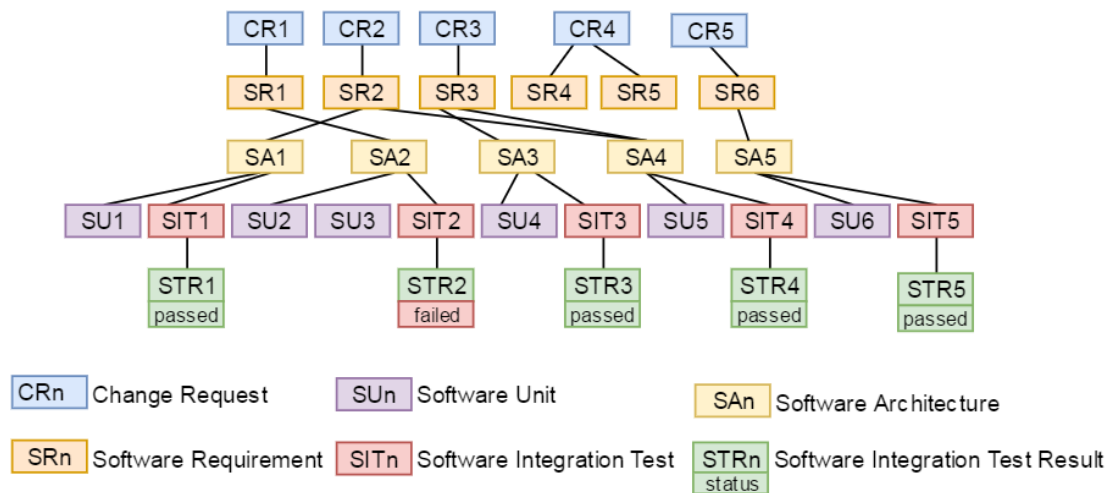 CR1 CR2 CR3 CR4 CR5
SR1 SR2 SR3 SR4 SR5 SR6
SA1 SA2 SA3 SA4 SA5
SU1 SIT1 SU2 SU3 SIT2 SU4 SIT3 SU5 SIT4 SU6 SIT5
STR1 STR2 STR3 STR4 STR5
passed failed passed passed passed
CRn Change Request SUn Software Unit SAn Software Architecture
SRn Software Requirement SITn Software Integration Test STRn Software Integration Test Result
status